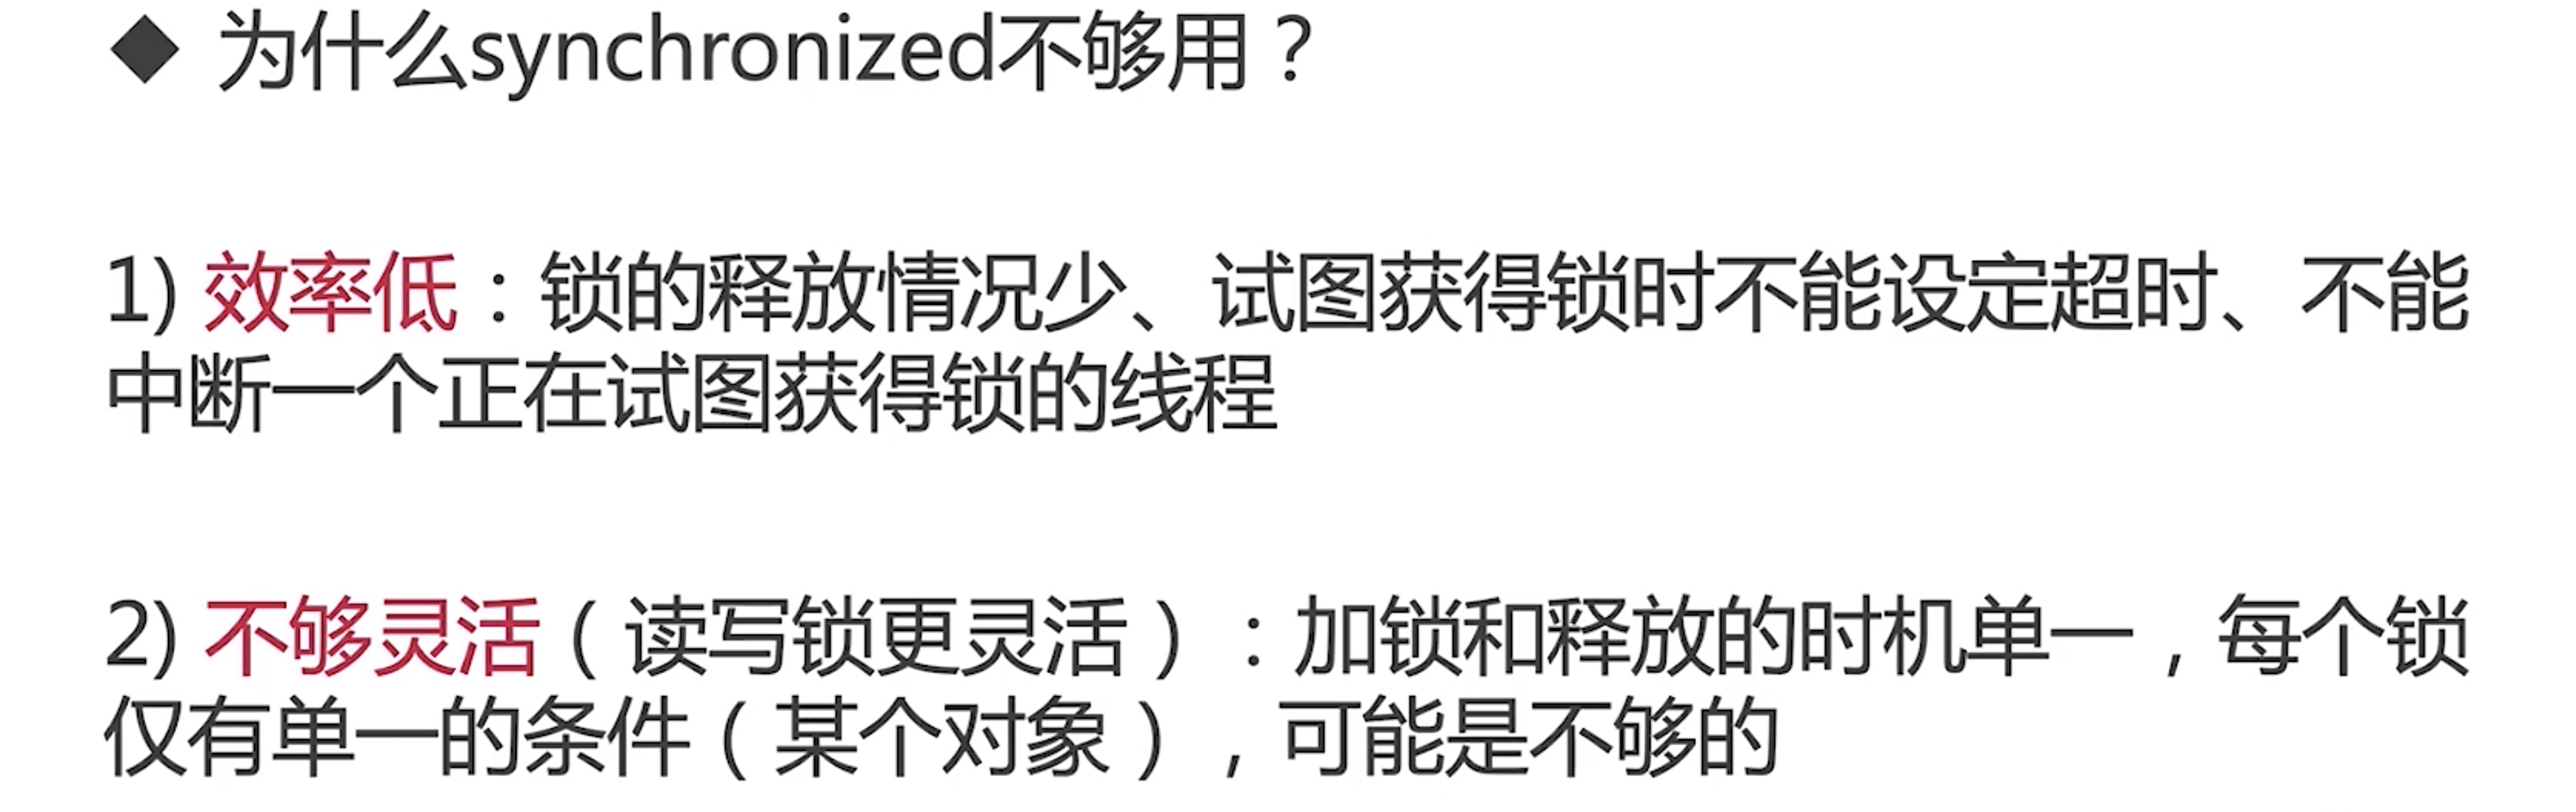 ◆ 为什么synchronized不够用？
1) 效率低：锁的释放情况少、试图获得锁时不能设定超时、不能
中断一个正在试图获得锁的线程
2) 不够灵活（读写锁更灵活）：加锁和释放的时机单一，每个锁
仅有单一的条件（某个对象），可能是不够的